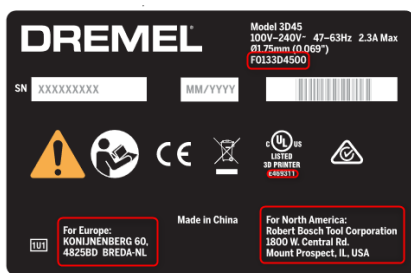 DREMEL
Model 3D45
100V–240V~ 47–63Hz 2.3A Max
Ø1.75mm (0.069")
F0133D4500
SN XXXXXXXXX
MM/YYYY
CE
C UL US
LISTED
3D PRINTER
E469311
1U1
For Europe:
KONIJNENBERG 60,
4825BD BREDA-NL
Made in China
For North America:
Robert Bosch Tool Corporation
1800 W. Central Rd.
Mount Prospect, IL, USA